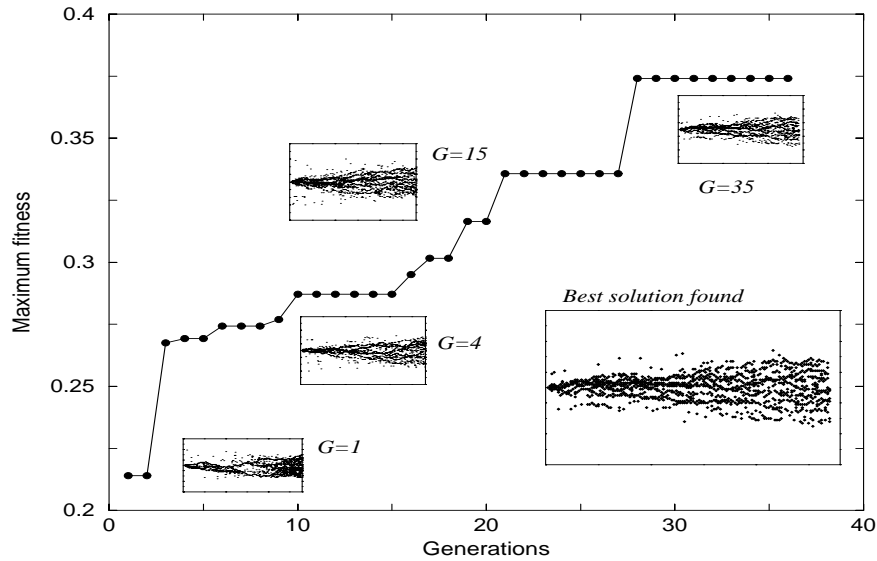 0.4
0.35
0.3
0.25
0.2
Maximum fitness
G=15
G=35
Best solution found
G=4
G=1
0
10
20
30
40
Generations